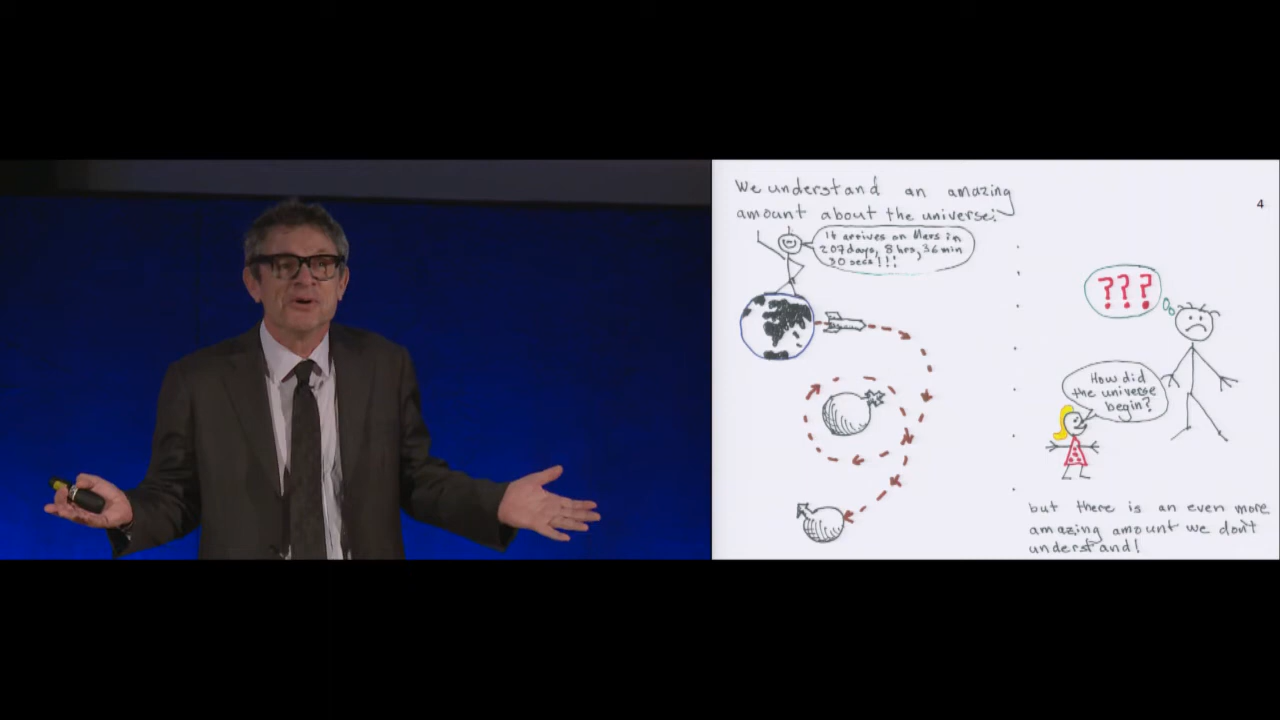 We understand an amazing
amount about the universe:
4
it arrives on Mars in
207 days, 8 hrs, 36 min
30 secs!!!
???
How did
the universe
begin?
but there is an even more
amazing amount we don't
understand!